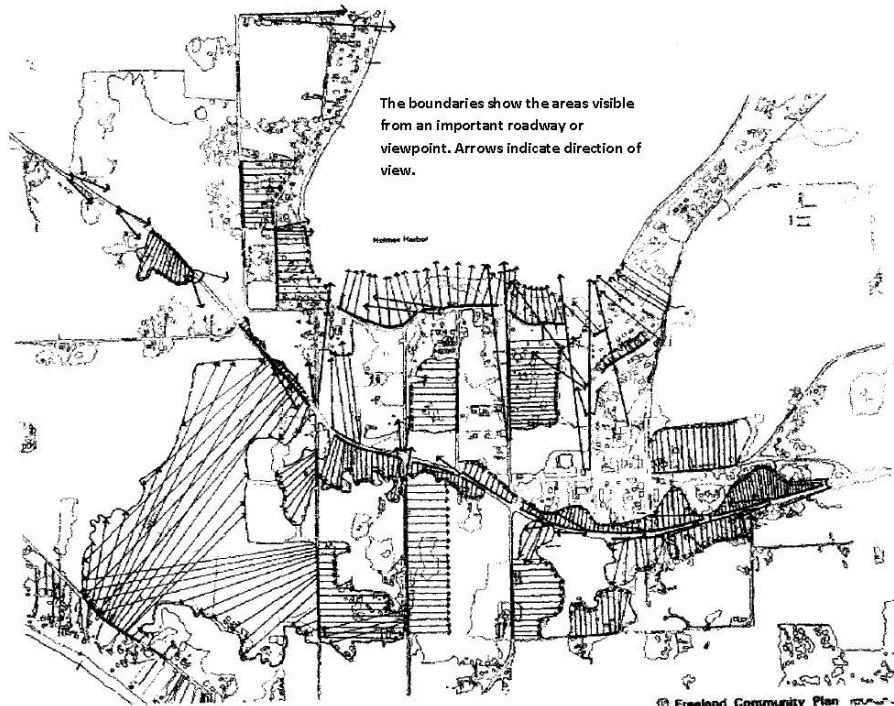 The boundaries show the areas visible
from an important roadway or
viewpoint. Arrows indicate direction of
view.
Holmes Harbor
Freeland Community Plan